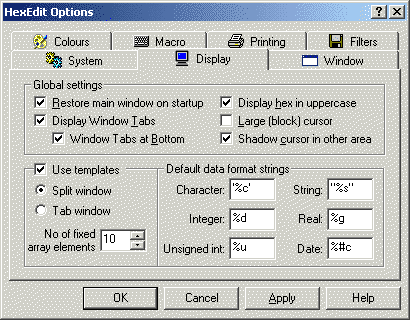 HexEdit Options
Colours Macro Printing Filters
System Display Window
Global settings
Restore main window on startup Display hex in uppercase
Display Window Tabs Large (block) cursor
Window Tabs at Bottom Shadow cursor in other area
Use templates Default data format strings
Split window Character: '%c' String: "%s"
Tab window Integer: %d Real: %g
No of fixed array elements 10 Unsigned int: %u Date: %#c
OK Cancel Apply Help